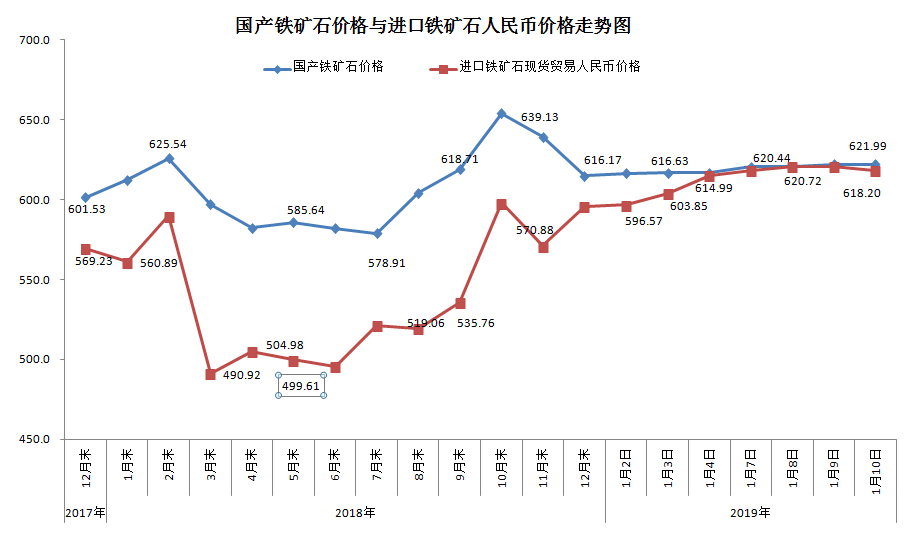 国产铁矿石价格与进口铁矿石人民币价格走势图
700.0
国产铁矿石价格
进口铁矿石现货贸易人民币价格
650.0
639.13
625.54
618.71
616.17
616.63
620.44
621.99
600.0
601.53
585.64
614.99
620.72
618.20
603.85
596.57
570.88
578.91
569.23
560.89
550.0
519.06
535.76
504.98
500.0
490.92
499.61
450.0
12月末
1月末
2月末
3月末
4月末
5月末
6月末
7月末
8月末
9月末
10月末
11月末
12月末
1月2日
1月3日
1月4日
1月7日
1月8日
1月9日
1月10日
2017年
2018年
2019年